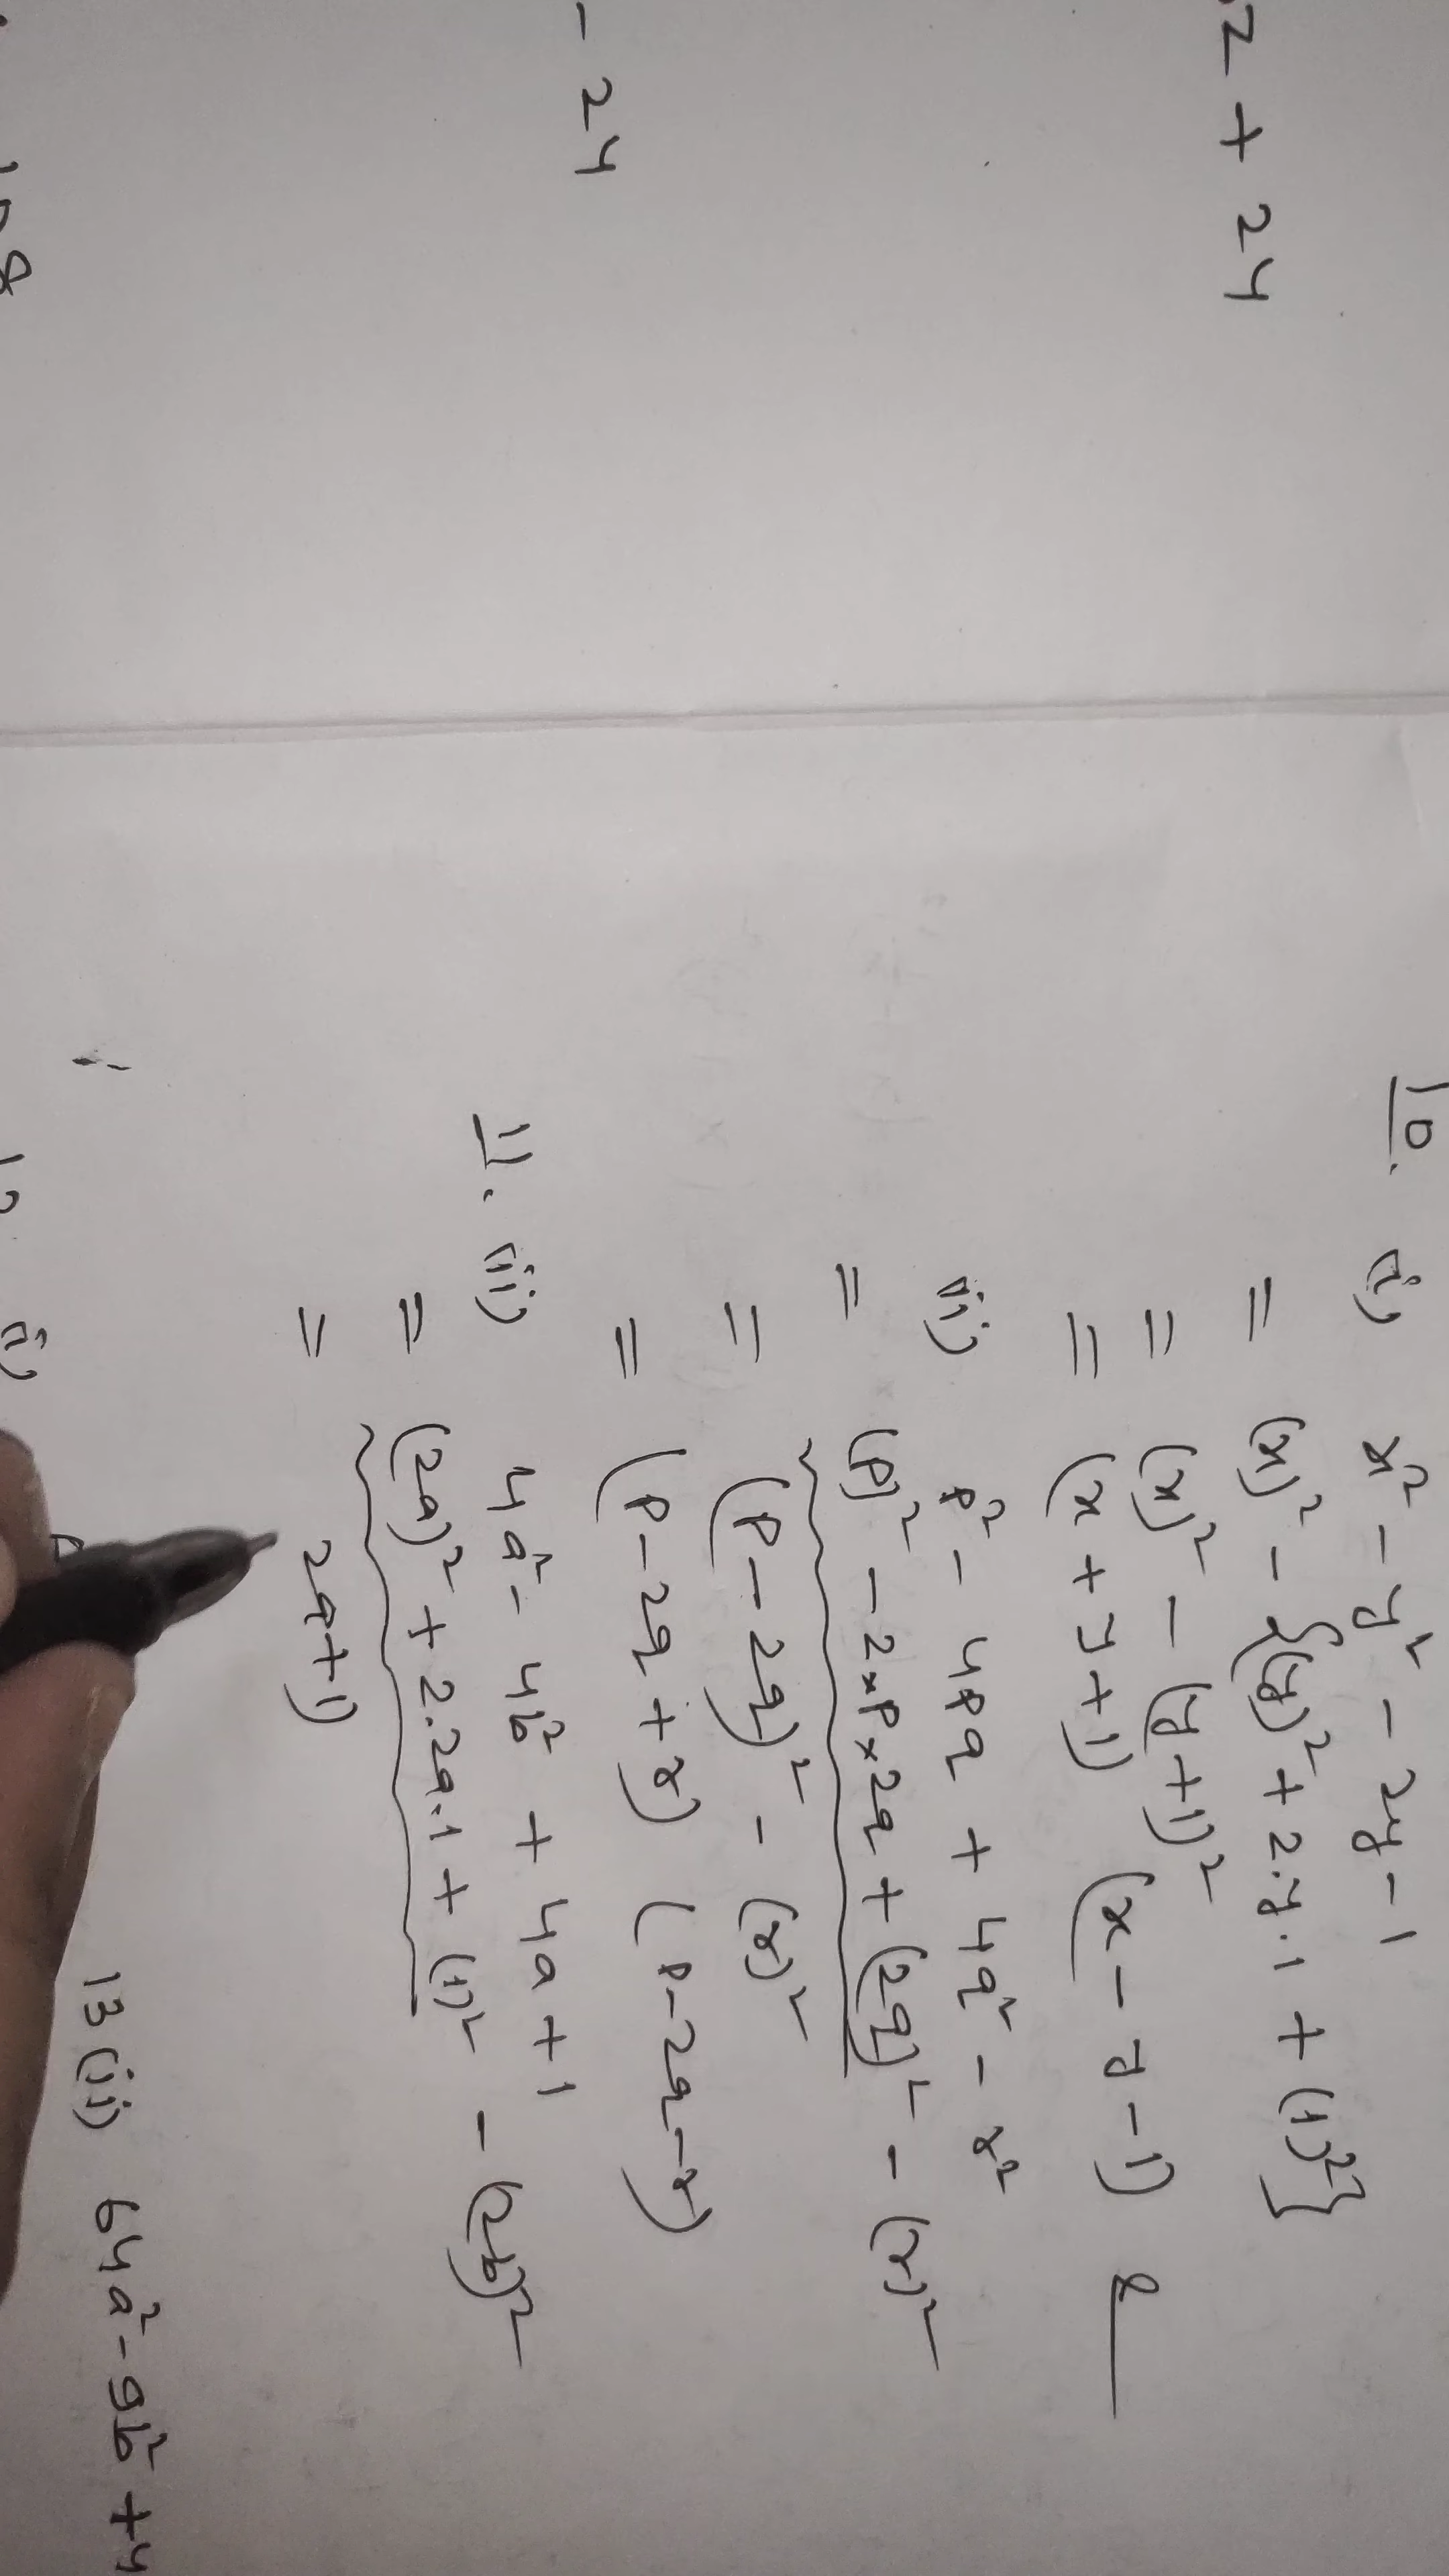 z + 24
- 24
108
10. (i) x² - y² - 2y - 1
= (x)² - {(y)² + 2.y.1 + (1)²}
= (x)² - (y+1)²
= (x + y + 1) (x - y - 1)
(ii) p² - 4pq + 4q² - r²
= (p)² - 2×p×2q + (2q)² - (r)²
= (p - 2q)² - (r)²
= (p - 2q + r) (p - 2q - r)
11. (ii) 4a² - 4b² + 4a + 1
= (2a)² + 2.2a.1 + (1)² - (2b)²
= 2a+1)
13 (ii) 64a² - 9b² + 4
(i)